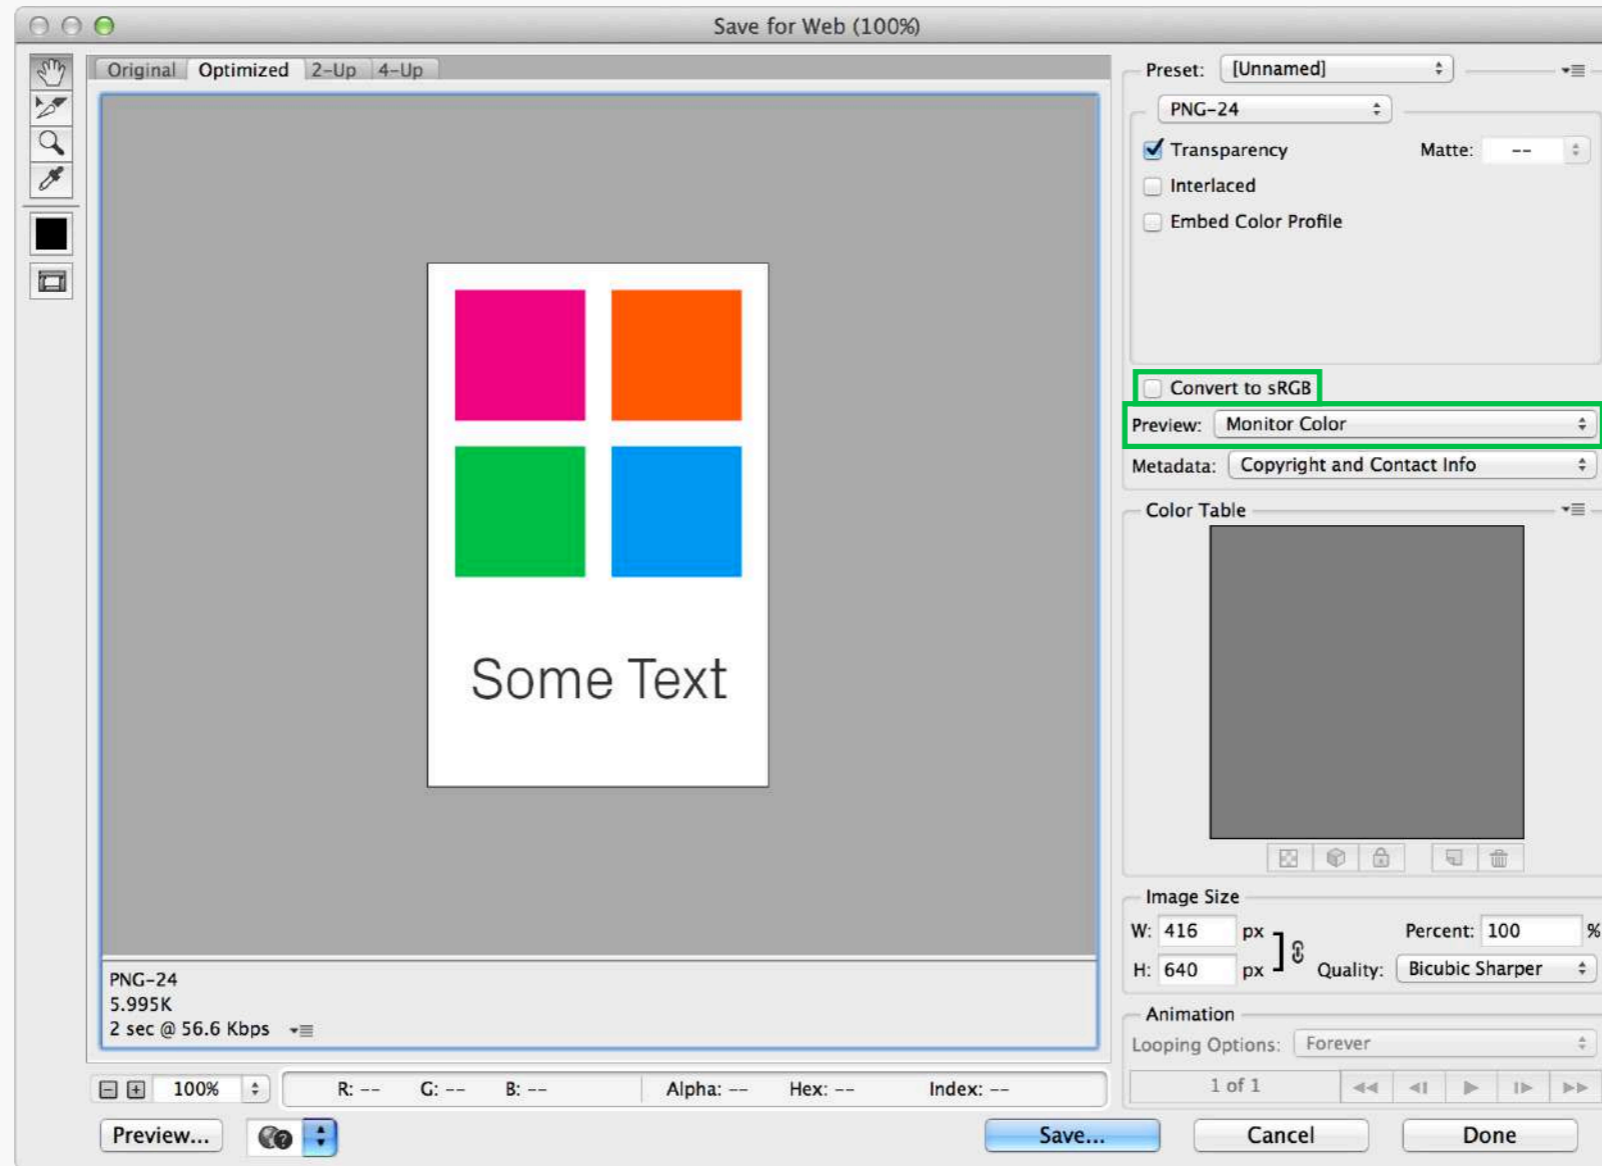 Save for Web (100%)
Original Optimized 2-Up 4-Up
Preset: [Unnamed]
PNG-24
Transparency Matte: --
Interlaced
Embed Color Profile
Convert to sRGB
Preview: Monitor Color
Metadata: Copyright and Contact Info
Color Table
Some Text
Image Size
W: 416 px Percent: 100 %
H: 640 px Quality: Bicubic Sharper
PNG-24
5.995K
2 sec @ 56.6 Kbps
Animation
Looping Options: Forever
1 of 1
100% R: -- G: -- B: -- Alpha: -- Hex: -- Index: --
Preview... Save... Cancel Done